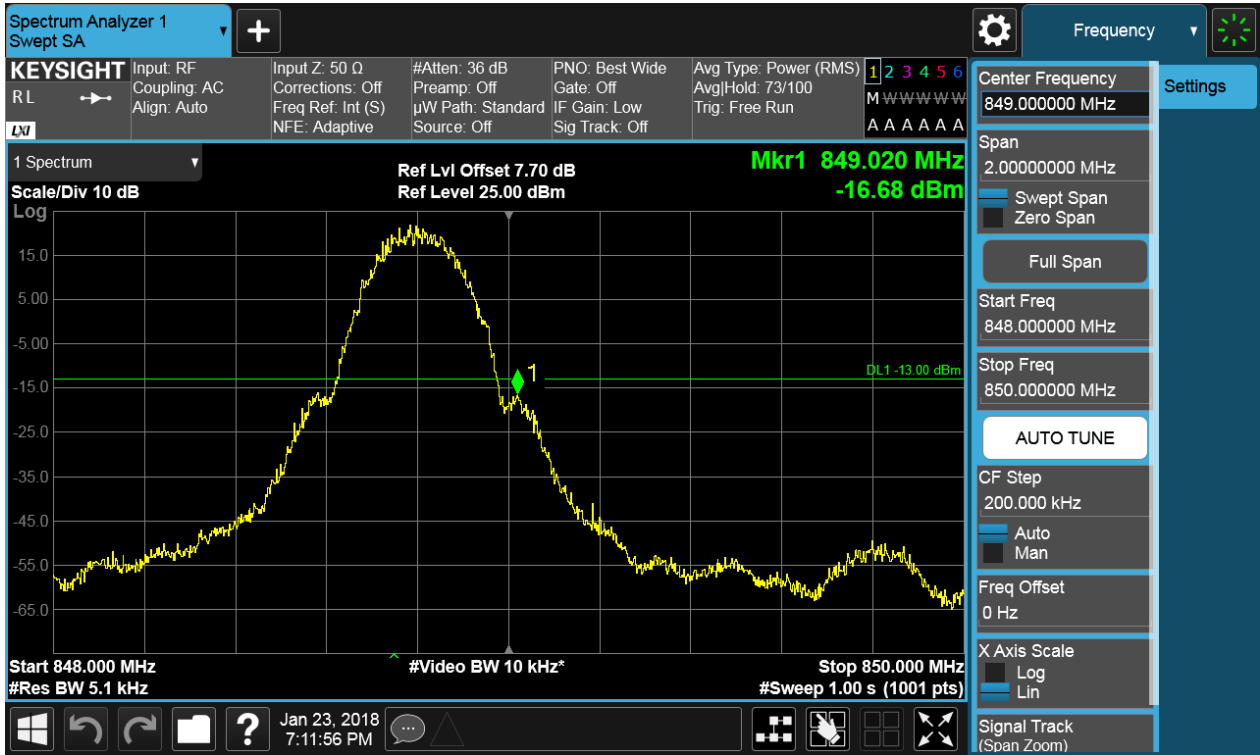 Spectrum Analyzer 1
Swept SA
+
Frequency
KEYSIGHT
RL
LXI
Input: RF
Coupling: AC
Align: Auto
Input Z: 50 Ω
Corrections: Off
Freq Ref: Int (S)
NFE: Adaptive
#Atten: 36 dB
Preamp: Off
µW Path: Standard
Source: Off
PNO: Best Wide
Gate: Off
IF Gain: Low
Sig Track: Off
Avg Type: Power (RMS)
Avg|Hold: 73/100
Trig: Free Run
1 2 3 4 5 6
M W W W W W
A A A A A A
1 Spectrum
Scale/Div 10 dB
Log
Ref Lvl Offset 7.70 dB
Ref Level 25.00 dBm
Mkr1 849.020 MHz
-16.68 dBm
15.0
5.00
-5.00
-15.0
-25.0
-35.0
-45.0
-55.0
-65.0
DL1 -13.00 dBm
1
Start 848.000 MHz
#Res BW 5.1 kHz
#Video BW 10 kHz*
Stop 850.000 MHz
#Sweep 1.00 s (1001 pts)
Center Frequency
849.000000 MHz
Settings
Span
2.00000000 MHz
Swept Span
Zero Span
Full Span
Start Freq
848.000000 MHz
Stop Freq
850.000000 MHz
AUTO TUNE
CF Step
200.000 kHz
Auto
Man
Freq Offset
0 Hz
X Axis Scale
Log
Lin
Signal Track
(Span Zoom)
?
Jan 23, 2018
7:11:56 PM